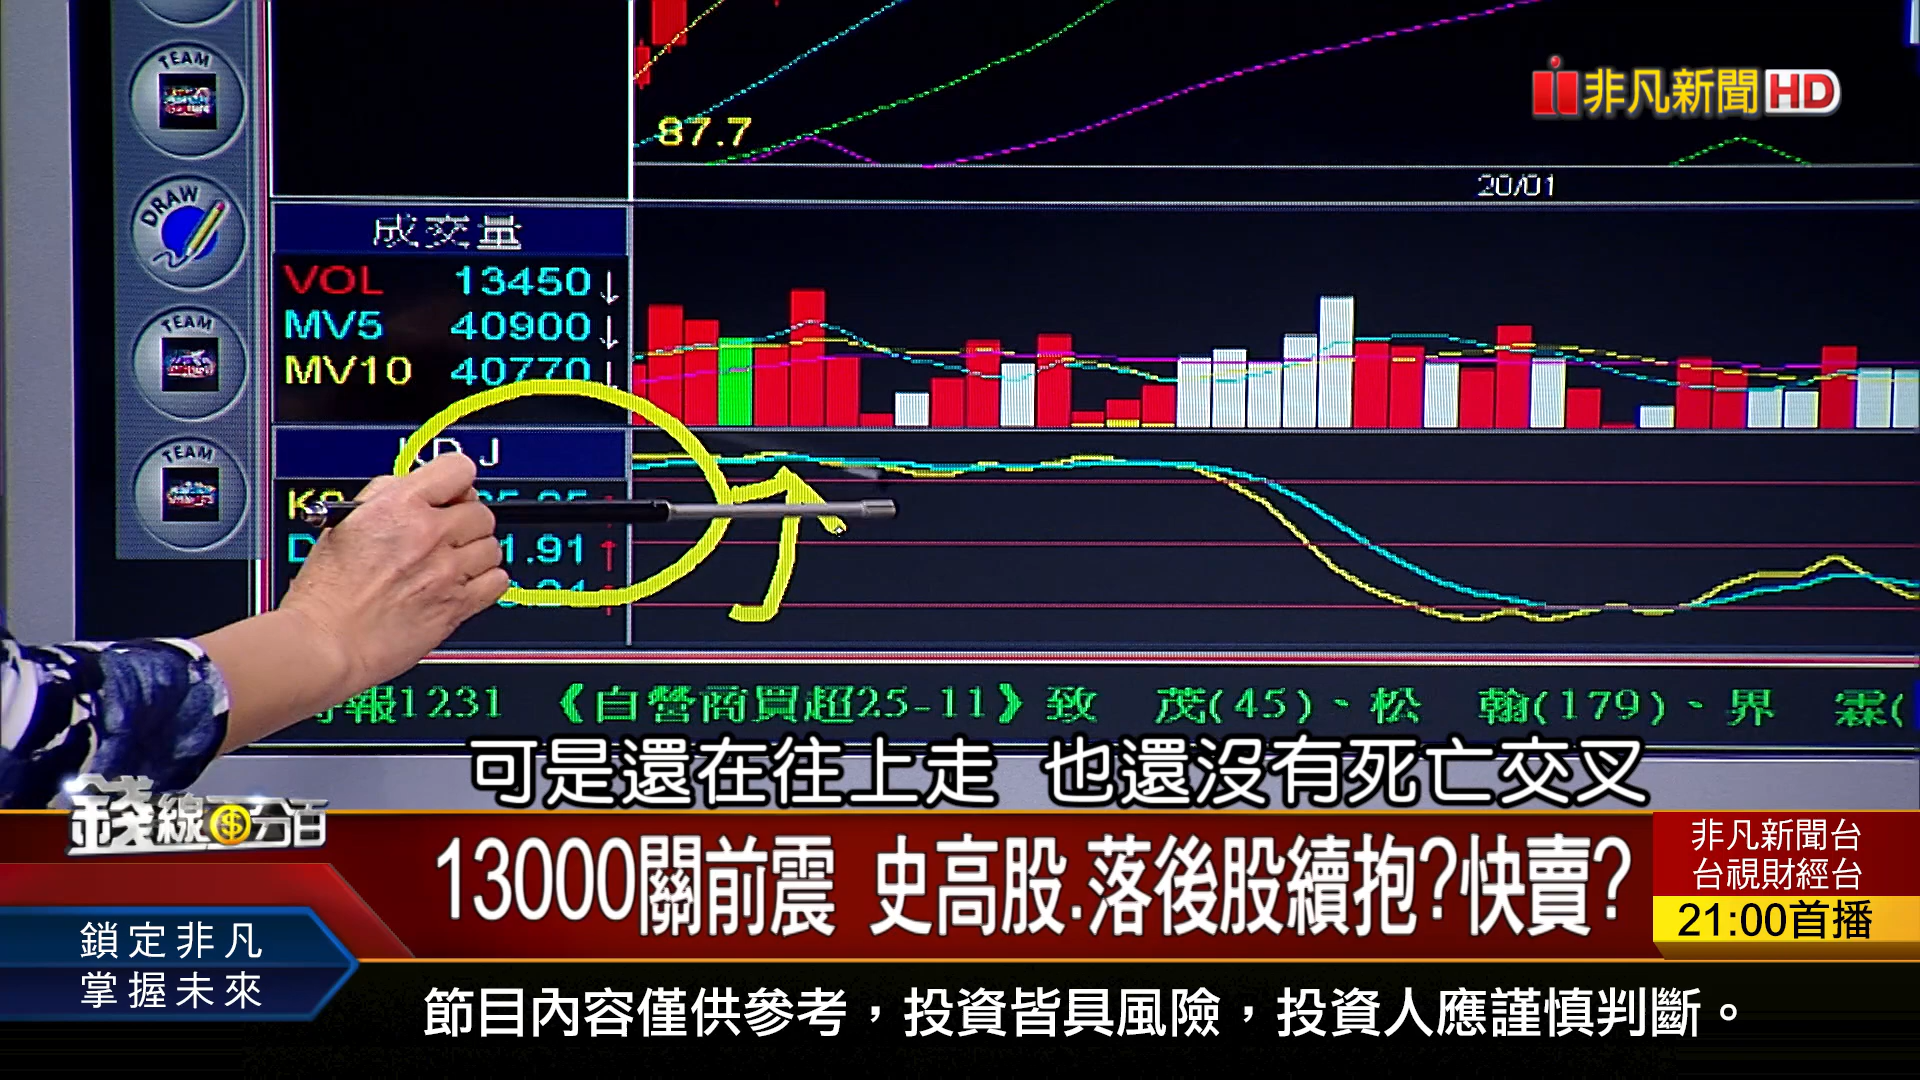 TEAM
非凡新聞HD
87.7
20/01
DRAW
成交量
VOL 13450↓
MV5 40900↓
MV10 40770↓
TEAM
TEAM
1.91↑
1231 《自營商買超25-11》致 茂(45)、松 翰(179)、界 霖(
可是還在往上走 也還沒有死亡交叉
錢線百分百
13000關前震 史高股.落後股續抱?快賣?
非凡新聞台
台視財經台
21:00首播
鎖定非凡
掌握未來
節目內容僅供參考，投資皆具風險，投資人應謹慎判斷。